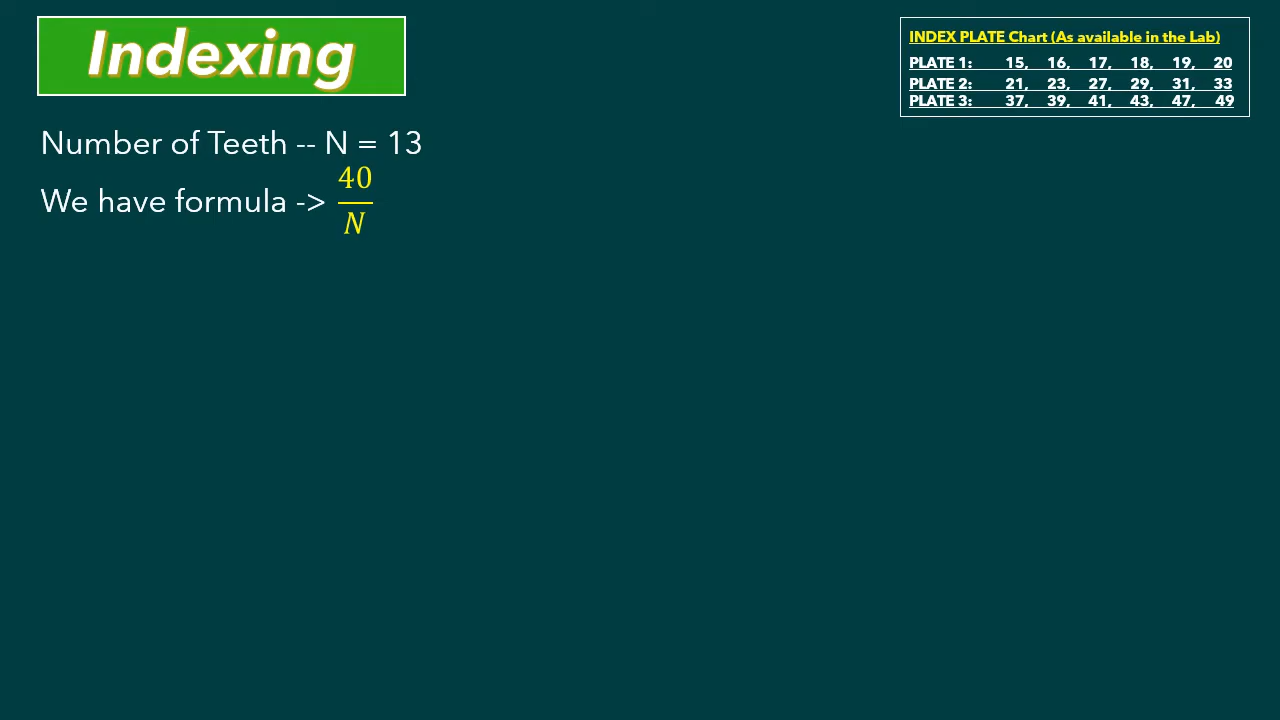 Indexing
INDEX PLATE Chart (As available in the Lab)
PLATE 1: 15, 16, 17, 18, 19, 20
PLATE 2: 21, 23, 27, 29, 31, 33
PLATE 3: 37, 39, 41, 43, 47, 49
Number of Teeth -- N = 13
We have formula -> 40/N